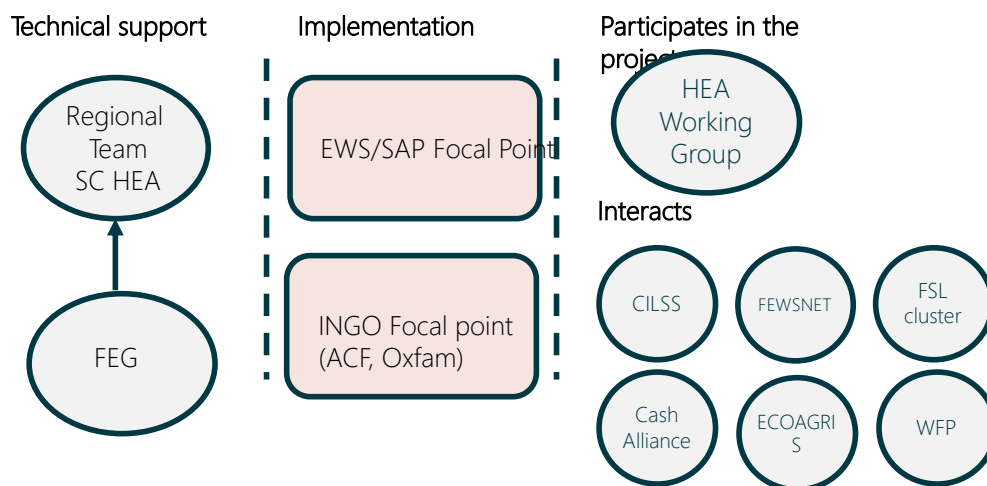 Technical support
Regional
Team
SC HEA
FEG
Implementation
EWS/SAP Focal Point
INGO Focal point
(ACF, Oxfam)
Participates in the
project
HEA
Working
Group
Interacts
CILSS
FEWSNET
FSL
cluster
Cash
Alliance
ECOAGRI
S
WFP